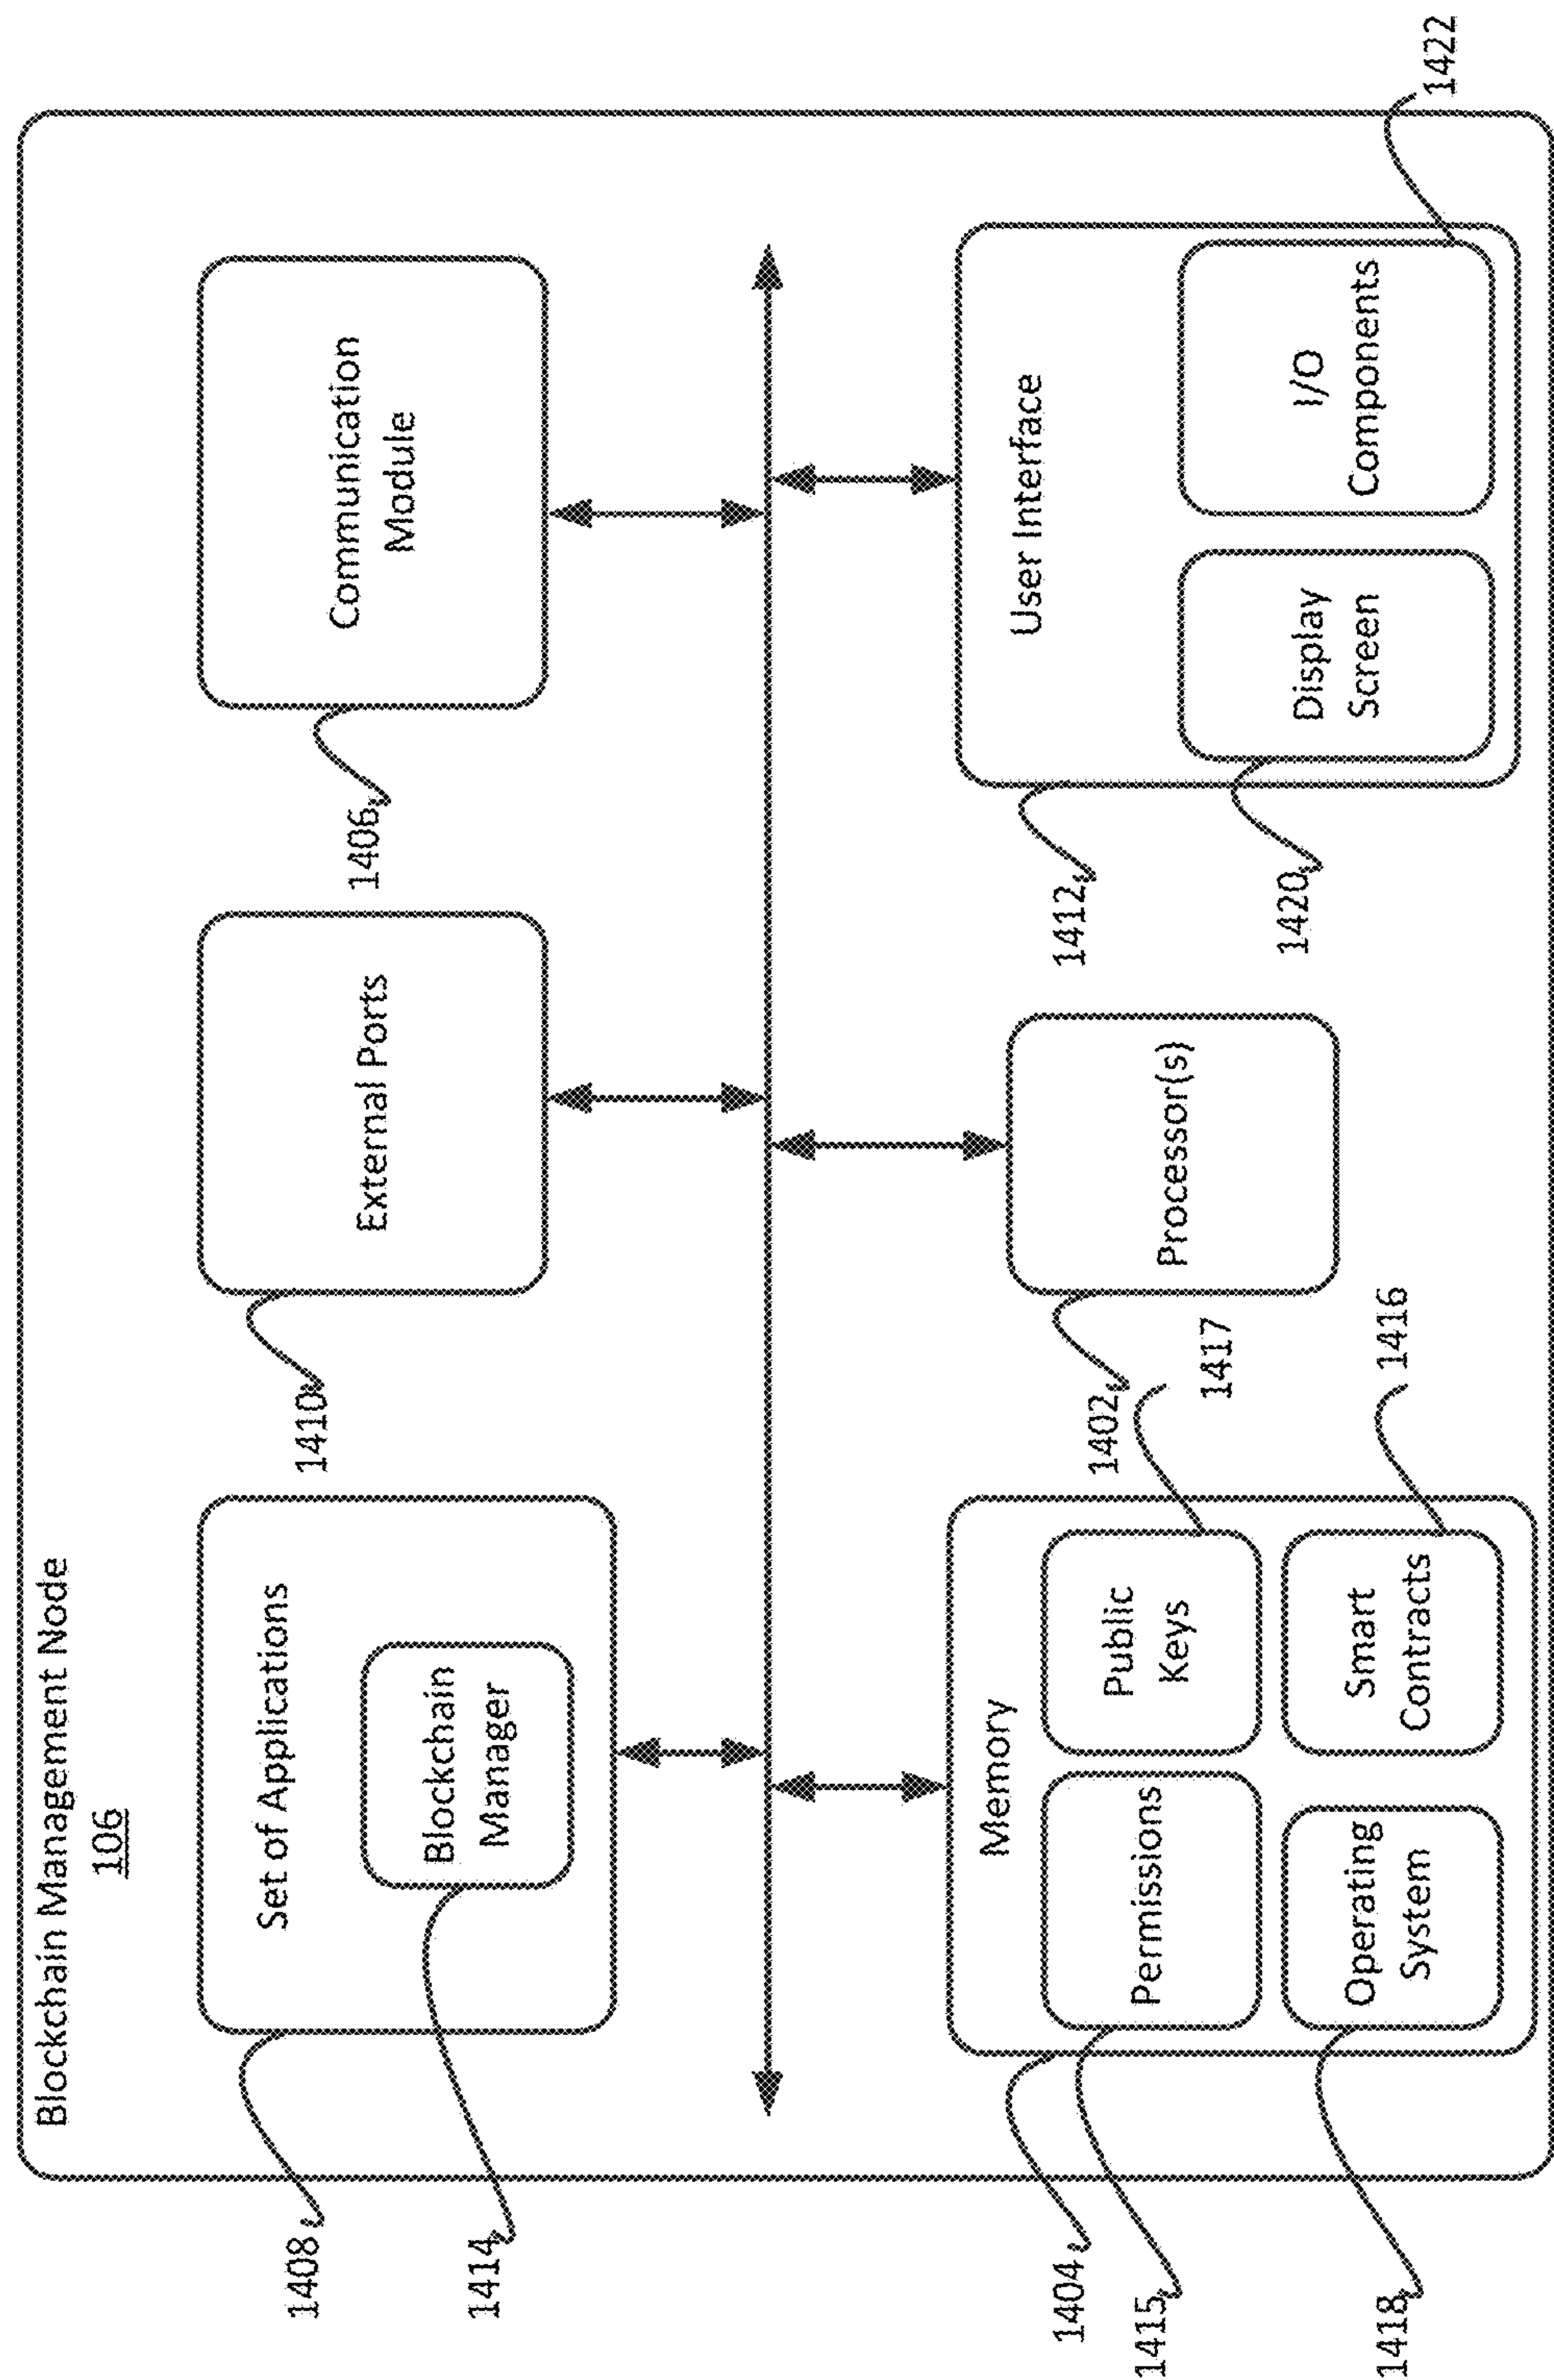 Blockchain Management Node
106
Set of Applications
Blockchain
Manager
1408
1414
External Ports
1410
Communication
Module
1406
Memory
Permissions
Public
Keys
Operating
System
Smart
Contracts
1404
1415
1418
1417
1416
Processor(s)
1402
User Interface
Display
Screen
I/O
Components
1412
1420
1422